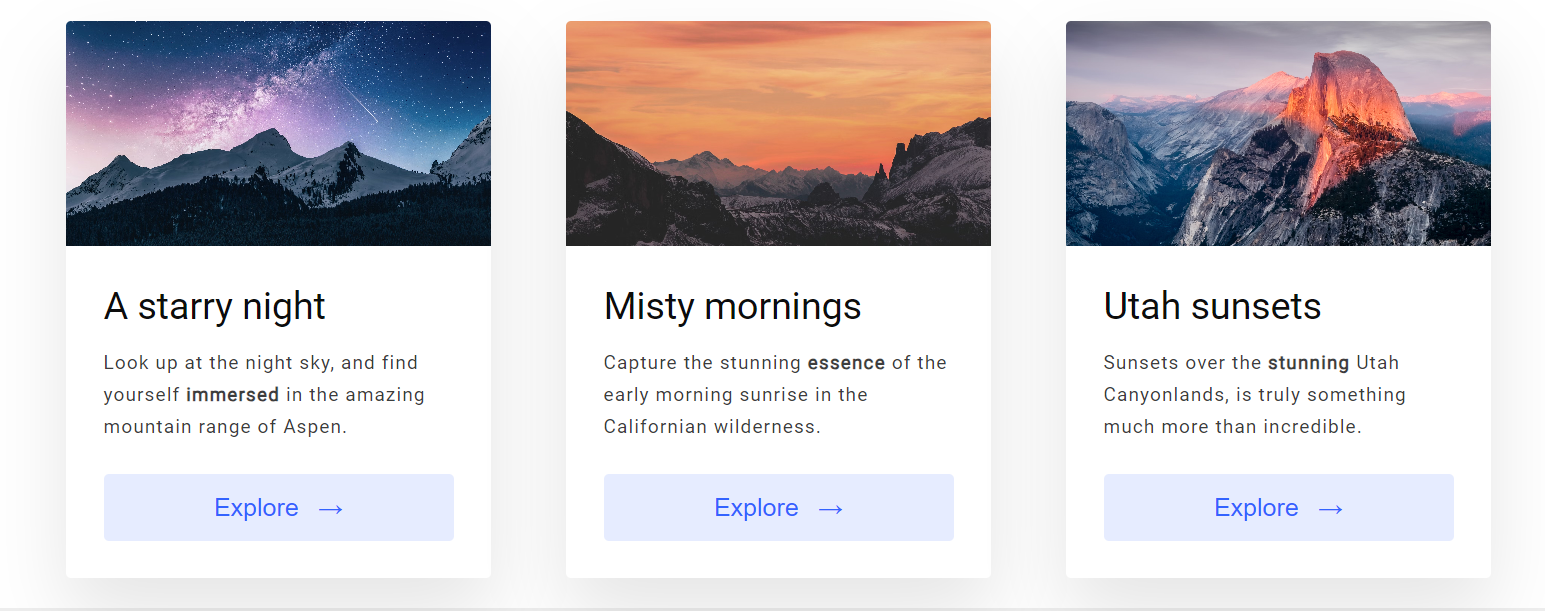 A starry night
Look up at the night sky, and find
yourself immersed in the amazing
mountain range of Aspen.
Explore →
Misty mornings
Capture the stunning essence of the
early morning sunrise in the
Californian wilderness.
Explore →
Utah sunsets
Sunsets over the stunning Utah
Canyonlands, is truly something
much more than incredible.
Explore →